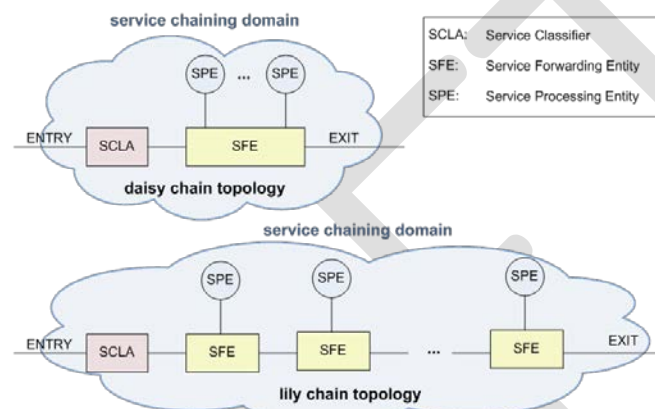 service chaining domain
SCLA: Service Classifier
SFE: Service Forwarding Entity
SPE: Service Processing Entity
SPE ... SPE
ENTRY SCLA SFE EXIT
daisy chain topology
service chaining domain
SPE SPE SPE
ENTRY SCLA SFE SFE ... SFE EXIT
lily chain topology